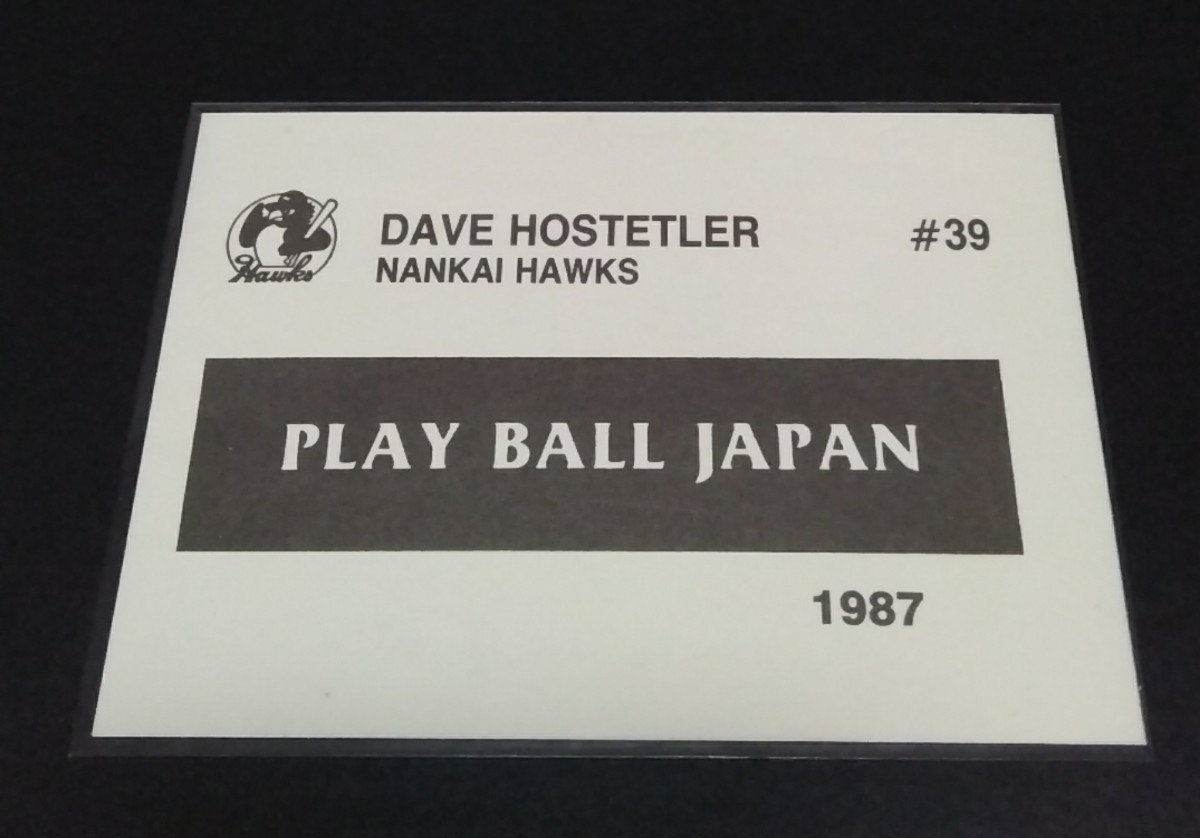 DAVE HOSTETLER
#39
NANKAI HAWKS
Hawks
PLAY BALL JAPAN
1987